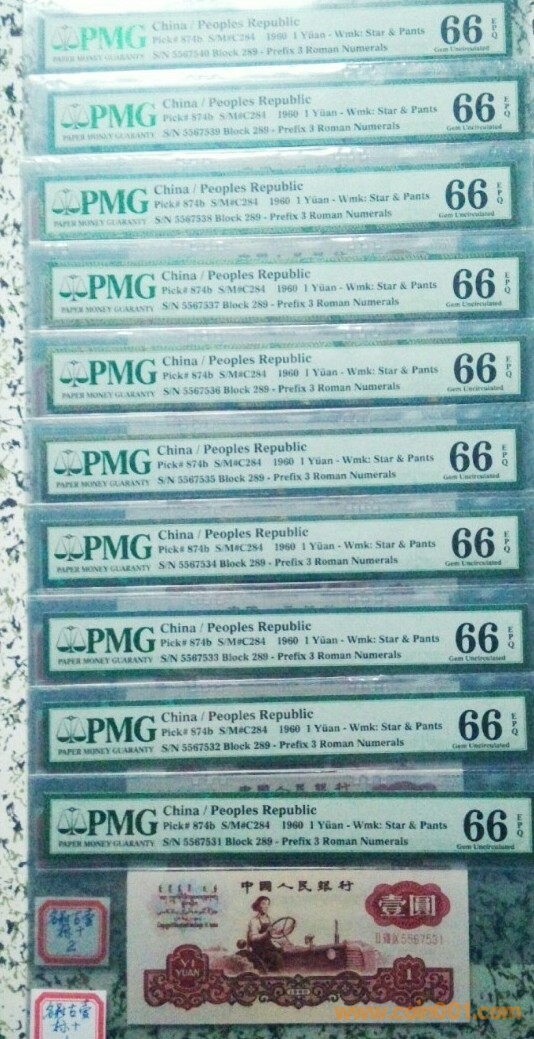 PMG
PAPER MONEY GUARANTY
China / Peoples Republic
Pick# 874b S/M#C284 1960 1 Yüan - Wmk: Star & Pants
S/N 5567540 Block 289 - Prefix 3 Roman Numerals
66 EPQ
Gem Uncirculated
PMG
PAPER MONEY GUARANTY
China / Peoples Republic
Pick# 874b S/M#C284 1960 1 Yüan - Wmk: Star & Pants
S/N 5567539 Block 289 - Prefix 3 Roman Numerals
66 EPQ
Gem Uncirculated
PMG
PAPER MONEY GUARANTY
China / Peoples Republic
Pick# 874b S/M#C284 1960 1 Yüan - Wmk: Star & Pants
S/N 5567538 Block 289 - Prefix 3 Roman Numerals
66 EPQ
Gem Uncirculated
PMG
PAPER MONEY GUARANTY
China / Peoples Republic
Pick# 874b S/M#C284 1960 1 Yüan - Wmk: Star & Pants
S/N 5567537 Block 289 - Prefix 3 Roman Numerals
66 EPQ
Gem Uncirculated
PMG
PAPER MONEY GUARANTY
China / Peoples Republic
Pick# 874b S/M#C284 1960 1 Yüan - Wmk: Star & Pants
S/N 5567536 Block 289 - Prefix 3 Roman Numerals
66 EPQ
Gem Uncirculated
PMG
PAPER MONEY GUARANTY
China / Peoples Republic
Pick# 874b S/M#C284 1960 1 Yüan - Wmk: Star & Pants
S/N 5567535 Block 289 - Prefix 3 Roman Numerals
66 EPQ
Gem Uncirculated
PMG
PAPER MONEY GUARANTY
China / Peoples Republic
Pick# 874b S/M#C284 1960 1 Yüan - Wmk: Star & Pants
S/N 5567534 Block 289 - Prefix 3 Roman Numerals
66 EPQ
Gem Uncirculated
PMG
PAPER MONEY GUARANTY
China / Peoples Republic
Pick# 874b S/M#C284 1960 1 Yüan - Wmk: Star & Pants
S/N 5567533 Block 289 - Prefix 3 Roman Numerals
66 EPQ
Gem Uncirculated
PMG
PAPER MONEY GUARANTY
China / Peoples Republic
Pick# 874b S/M#C284 1960 1 Yüan - Wmk: Star & Pants
S/N 5567532 Block 289 - Prefix 3 Roman Numerals
66 EPQ
Gem Uncirculated
PMG
PAPER MONEY GUARANTY
China / Peoples Republic
Pick# 874b S/M#C284 1960 1 Yüan - Wmk: Star & Pants
S/N 5567531 Block 289 - Prefix 3 Roman Numerals
66 EPQ
Gem Uncirculated
中國人民銀行
壹圓
5567531
YI
YUAN
1
1960